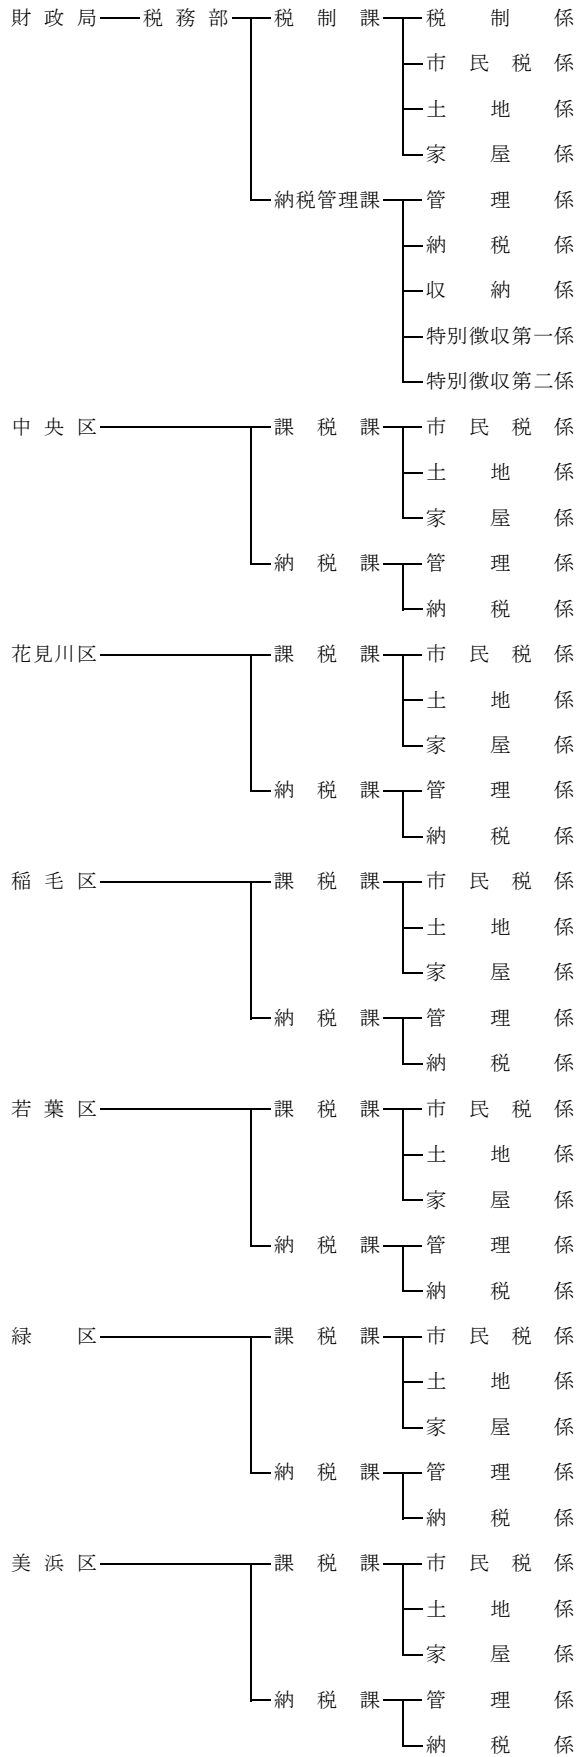 財政局 税務部 税制課 税制係
市民税係
土地係
家屋係
納税管理課 管理係
納税係
収納係
特別徴収第一係
特別徴収第二係
中央区 課税課 市民税係
土地係
家屋係
納税課 管理係
納税係
花見川区 課税課 市民税係
土地係
家屋係
納税課 管理係
納税係
稲毛区 課税課 市民税係
土地係
家屋係
納税課 管理係
納税係
若葉区 課税課 市民税係
土地係
家屋係
納税課 管理係
納税係
緑区 課税課 市民税係
土地係
家屋係
納税課 管理係
納税係
美浜区 課税課 市民税係
土地係
家屋係
納税課 管理係
納税係